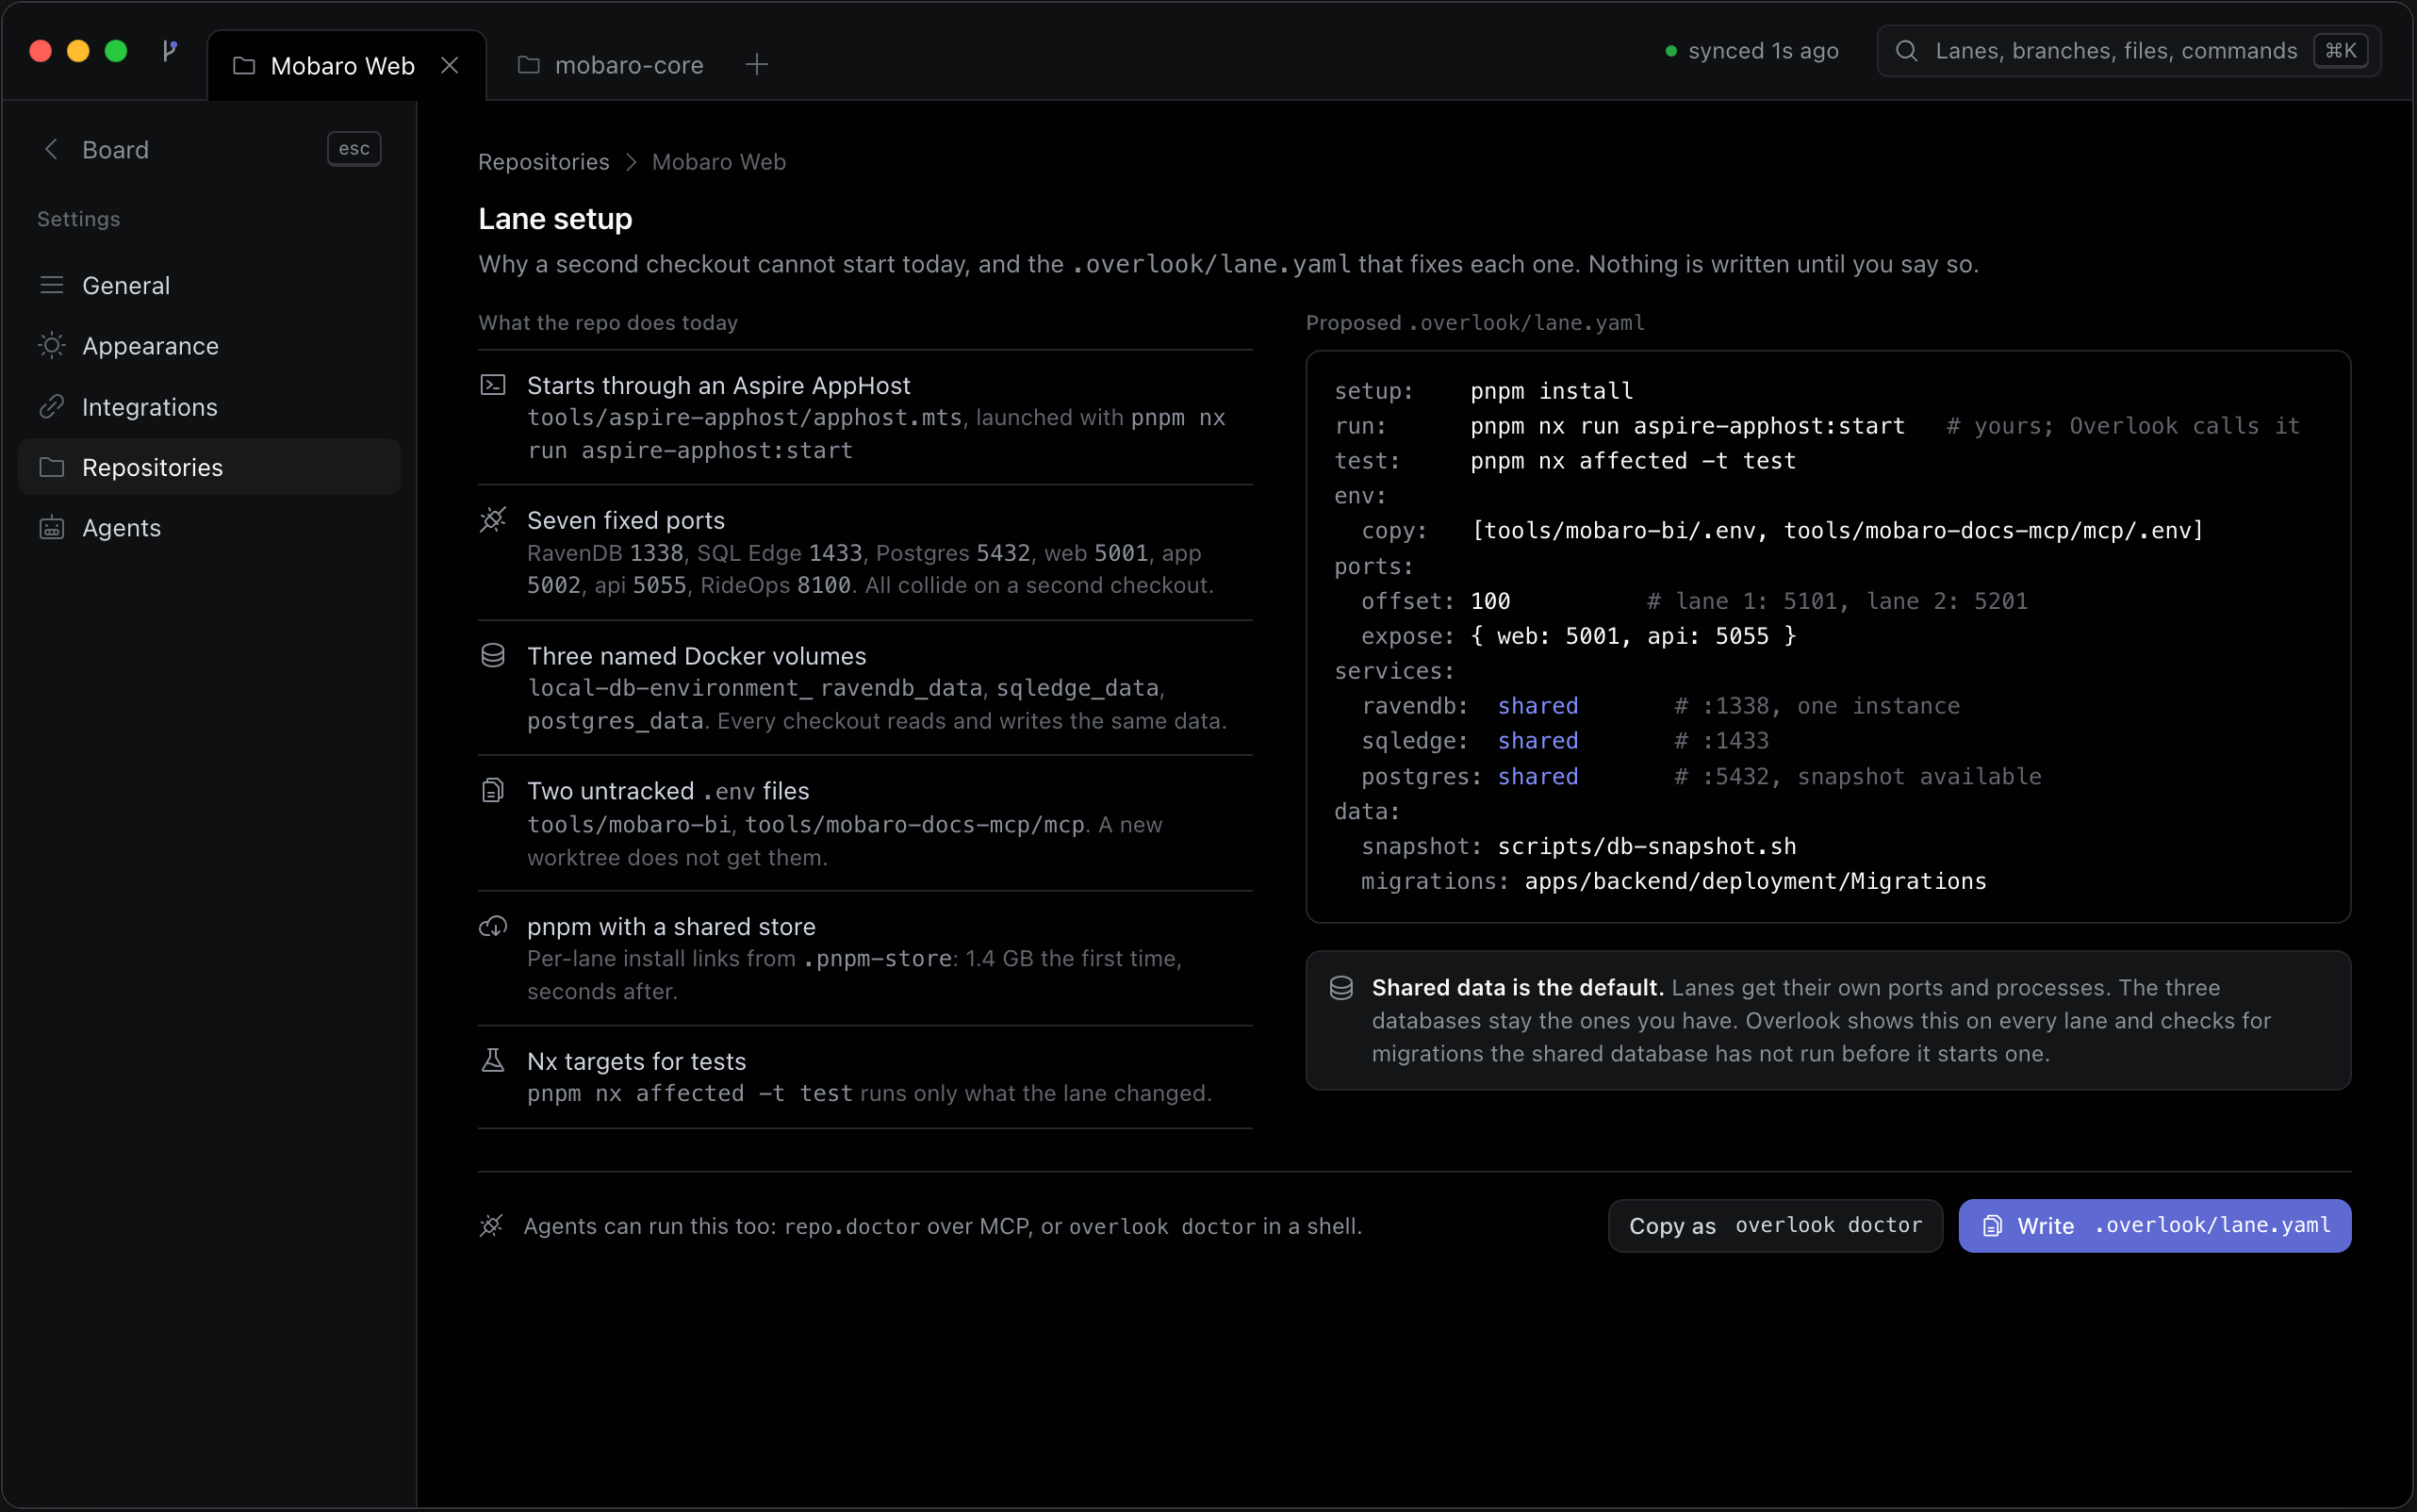 Mobaro Web
mobaro-core
synced 1s ago
Lanes, branches, files, commands ⌘K
Board esc
Settings
General
Appearance
Integrations
Repositories
Agents
Repositories > Mobaro Web
Lane setup
Why a second checkout cannot start today, and the .overlook/lane.yaml that fixes each one. Nothing is written until you say so.
What the repo does today
Starts through an Aspire AppHost
tools/aspire-apphost/apphost.mts, launched with pnpm nx
run aspire-apphost:start
Seven fixed ports
RavenDB 1338, SQL Edge 1433, Postgres 5432, web 5001, app
5002, api 5055, RideOps 8100. All collide on a second checkout.
Three named Docker volumes
local-db-environment_ ravendb_data, sqledge_data,
postgres_data. Every checkout reads and writes the same data.
Two untracked .env files
tools/mobaro-bi, tools/mobaro-docs-mcp/mcp. A new
worktree does not get them.
pnpm with a shared store
Per-lane install links from .pnpm-store: 1.4 GB the first time,
seconds after.
Nx targets for tests
pnpm nx affected -t test runs only what the lane changed.
Proposed .overlook/lane.yaml
setup: pnpm install
run: pnpm nx run aspire-apphost:start # yours; Overlook calls it
test: pnpm nx affected -t test
env:
copy: [tools/mobaro-bi/.env, tools/mobaro-docs-mcp/mcp/.env]
ports:
offset: 100 # lane 1: 5101, lane 2: 5201
expose: { web: 5001, api: 5055 }
services:
ravendb: shared # :1338, one instance
sqledge: shared # :1433
postgres: shared # :5432, snapshot available
data:
snapshot: scripts/db-snapshot.sh
migrations: apps/backend/deployment/Migrations
Shared data is the default. Lanes get their own ports and processes. The three
databases stay the ones you have. Overlook shows this on every lane and checks for
migrations the shared database has not run before it starts one.
Agents can run this too: repo.doctor over MCP, or overlook doctor in a shell.
Copy as overlook doctor
Write .overlook/lane.yaml